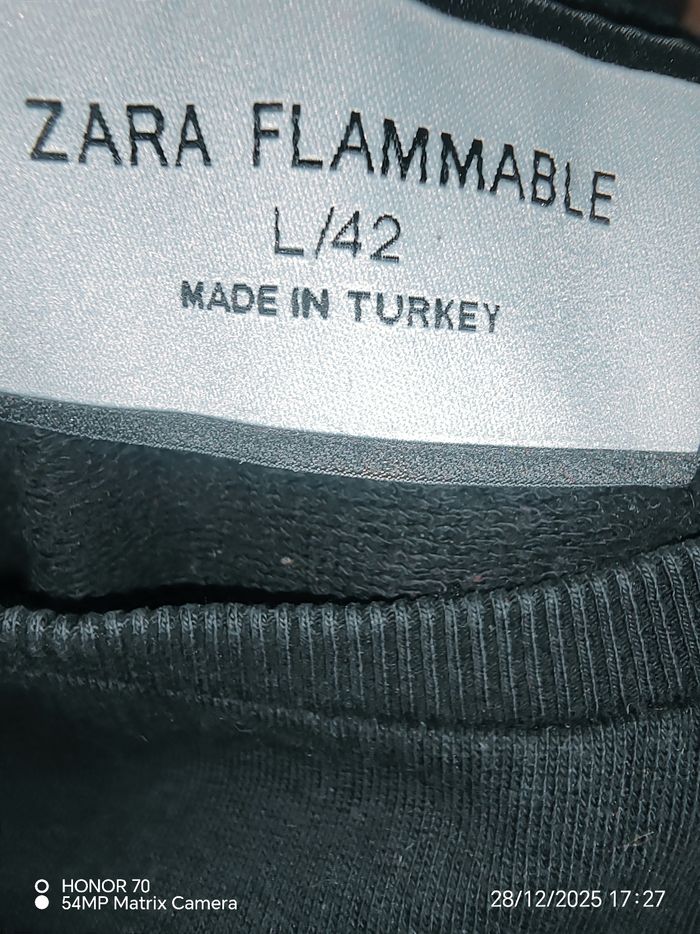 ZARA FLAMMABLE
L/42
MADE IN TURKEY
HONOR 70
54MP Matrix Camera
28/12/2025 17:27